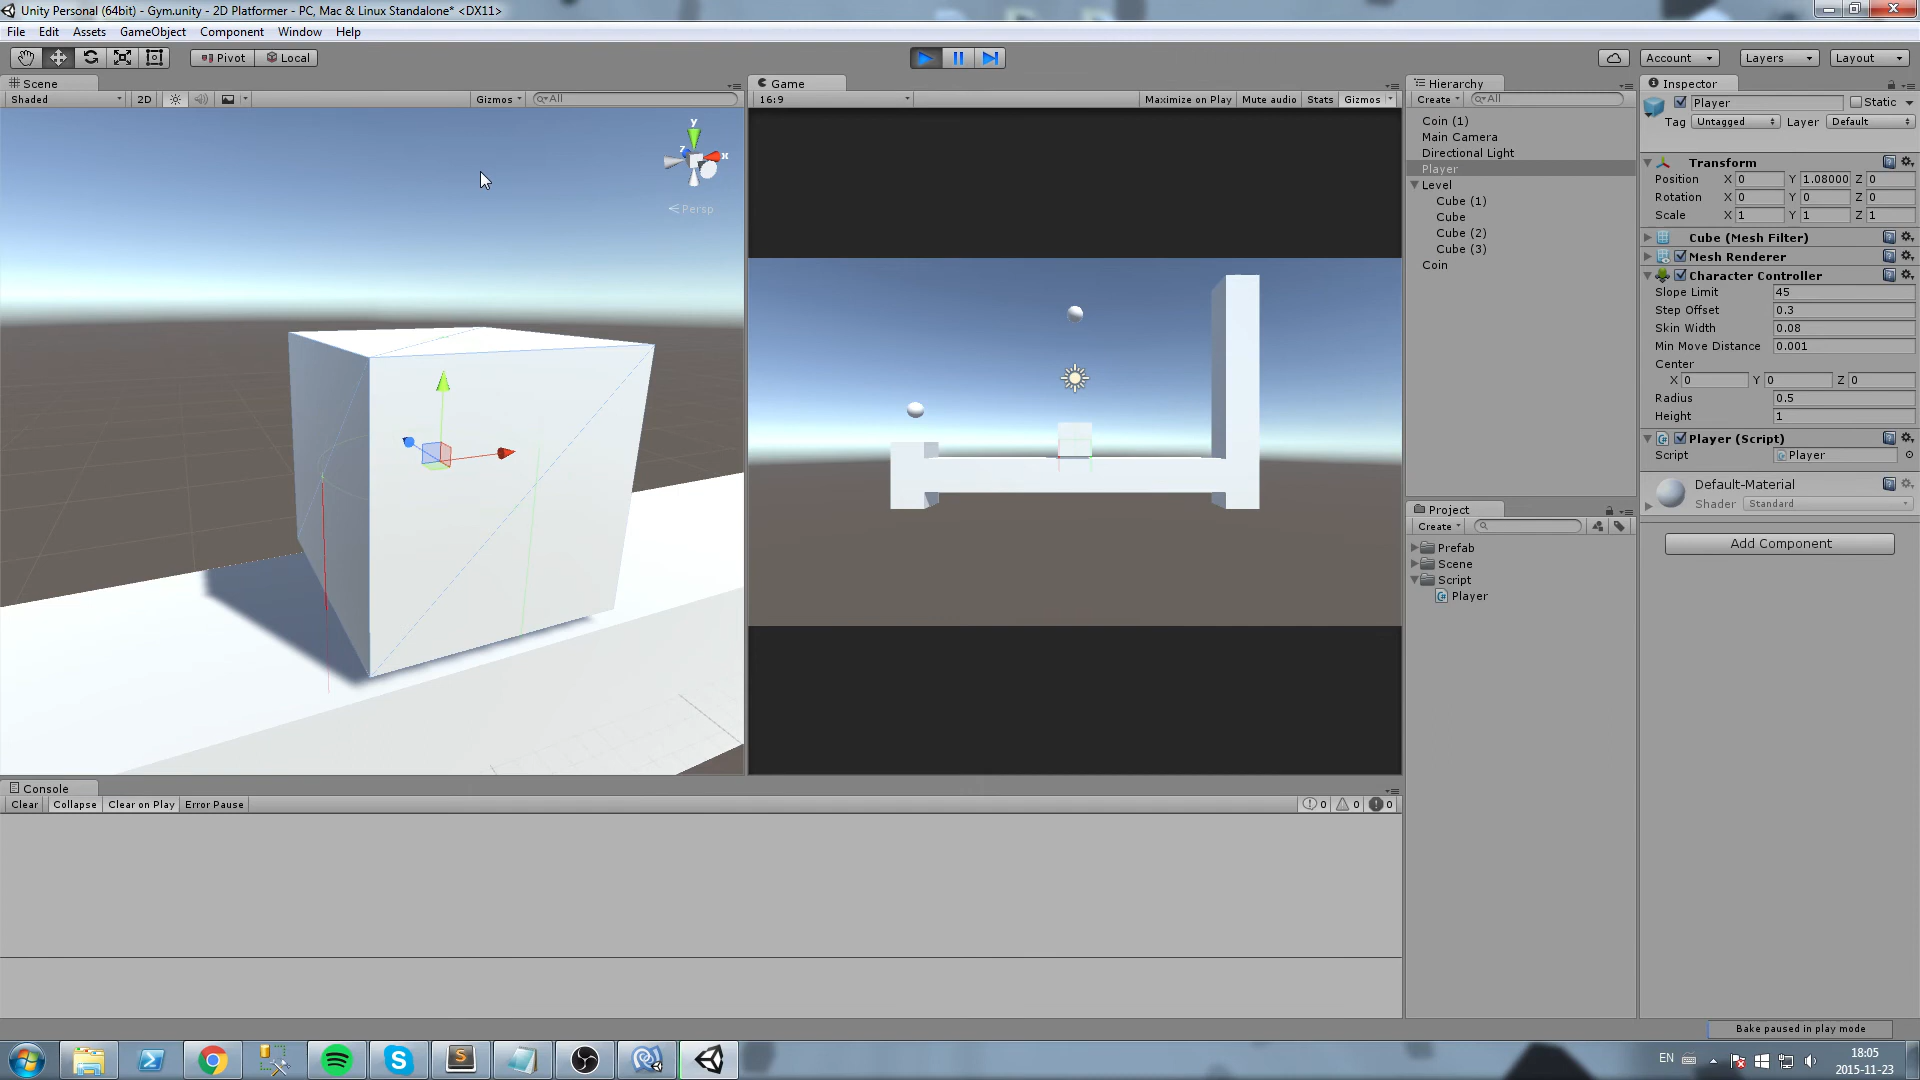 Unity Personal (64bit) - Gym.unity - 2D Platformer - PC, Mac & Linux Standalone* <DX11>
File Edit Assets GameObject Component Window Help
Pivot Local Account Layers Layout
Scene
Shaded 2D Gizmos All
y
z x
Persp
Game
16:9 Maximize on Play Mute audio Stats Gizmos
Hierarchy
Create All
Coin (1)
Main Camera
Directional Light
Player
Level
Cube (1)
Cube
Cube (2)
Cube (3)
Coin
Project
Create
Prefab
Scene
Script
Player
Inspector
Player Static
Tag Untagged Layer Default
Transform
Position X 0 Y 1.08000 Z 0
Rotation X 0 Y 0 Z 0
Scale X 1 Y 1 Z 1
Cube (Mesh Filter)
Mesh Renderer
Character Controller
Slope Limit 45
Step Offset 0.3
Skin Width 0.08
Min Move Distance 0.001
Center
X 0 Y 0 Z 0
Radius 0.5
Height 1
Player (Script)
Script Player
Default-Material
Shader Standard
Add Component
Console
Clear Collapse Clear on Play Error Pause 0 0 0
Bake paused in play mode
EN 18:05
2015-11-23